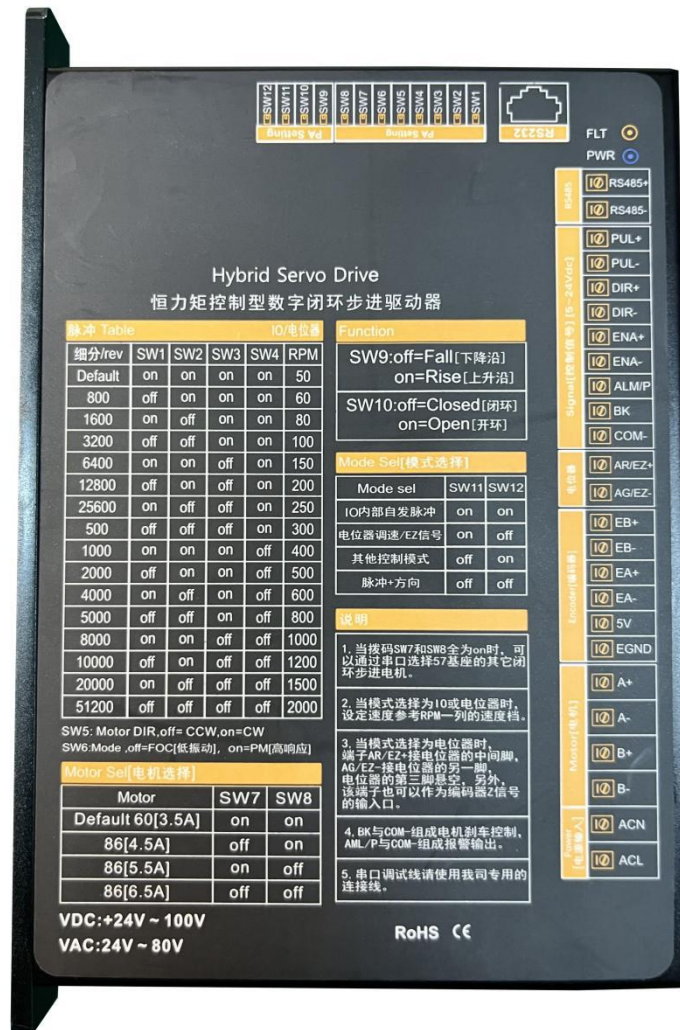 SW12
SW11
SW10
SW9
SW8
SW7
SW6
SW5
SW4
SW3
SW2
SW1
PA Setting
PA Setting
RS232
FLT
PWR
RS485
RS485+
RS485-
Signal[控制信号] [5~24Vdc]
PUL+
PUL-
DIR+
DIR-
ENA+
ENA-
ALM/P
BK
COM-
电位器
AR/EZ+
AG/EZ-
Encoder[编码器]
EB+
EB-
EA+
EA-
5V
EGND
Motor[电机]
A+
A-
B+
B-
Power
[电源输入]
ACN
ACL
Hybrid Servo Drive
恒力矩控制型数字闭环步进驱动器
脉冲 Table IO/电位器
细分/rev SW1 SW2 SW3 SW4 RPM
Default on on on on 50
800 off on on on 60
1600 on off on on 80
3200 off off on on 100
6400 on on off on 150
12800 off on off on 200
25600 on off off on 250
500 off off off on 300
1000 on on on off 400
2000 off on on off 500
4000 on off on off 600
5000 off off on off 800
8000 on on off off 1000
10000 off on off off 1200
20000 on off off off 1500
51200 off off off off 2000
SW5: Motor DIR,off= CCW,on=CW
SW6:Mode ,off=FOC[低振动], on=PM[高响应]
Motor Sel[电机选择]
Motor SW7 SW8
Default 60[3.5A] on on
86[4.5A] off on
86[5.5A] on off
86[6.5A] off off
VDC:+24V ~ 100V
VAC:24V ~ 80V
Function
SW9:off=Fall[下降沿]
on=Rise[上升沿]
SW10:off=Closed[闭环]
on=Open[开环]
Mode Sel[模式选择]
Mode sel SW11 SW12
IO内部自发脉冲 on on
电位器调速/EZ信号 on off
其他控制模式 off on
脉冲+方向 off off
说明
1. 当拨码SW7和SW8全为on时, 可
以通过串口选择57基座的其它闭
环步进电机。
2. 当模式选择为IO或电位器时,
设定速度参考RPM一列的速度档。
3. 当模式选择为电位器时,
端子AR/EZ+接电位器的中间脚,
AG/EZ-接电位器的另一脚,
电位器的第三脚悬空, 另外,
该端子也可以作为编码器Z信号
的输入口。
4. BK与COM-组成电机刹车控制,
AML/P与COM-组成报警输出。
5. 串口调试线请使用我司专用的
连接线。
RoHS CE